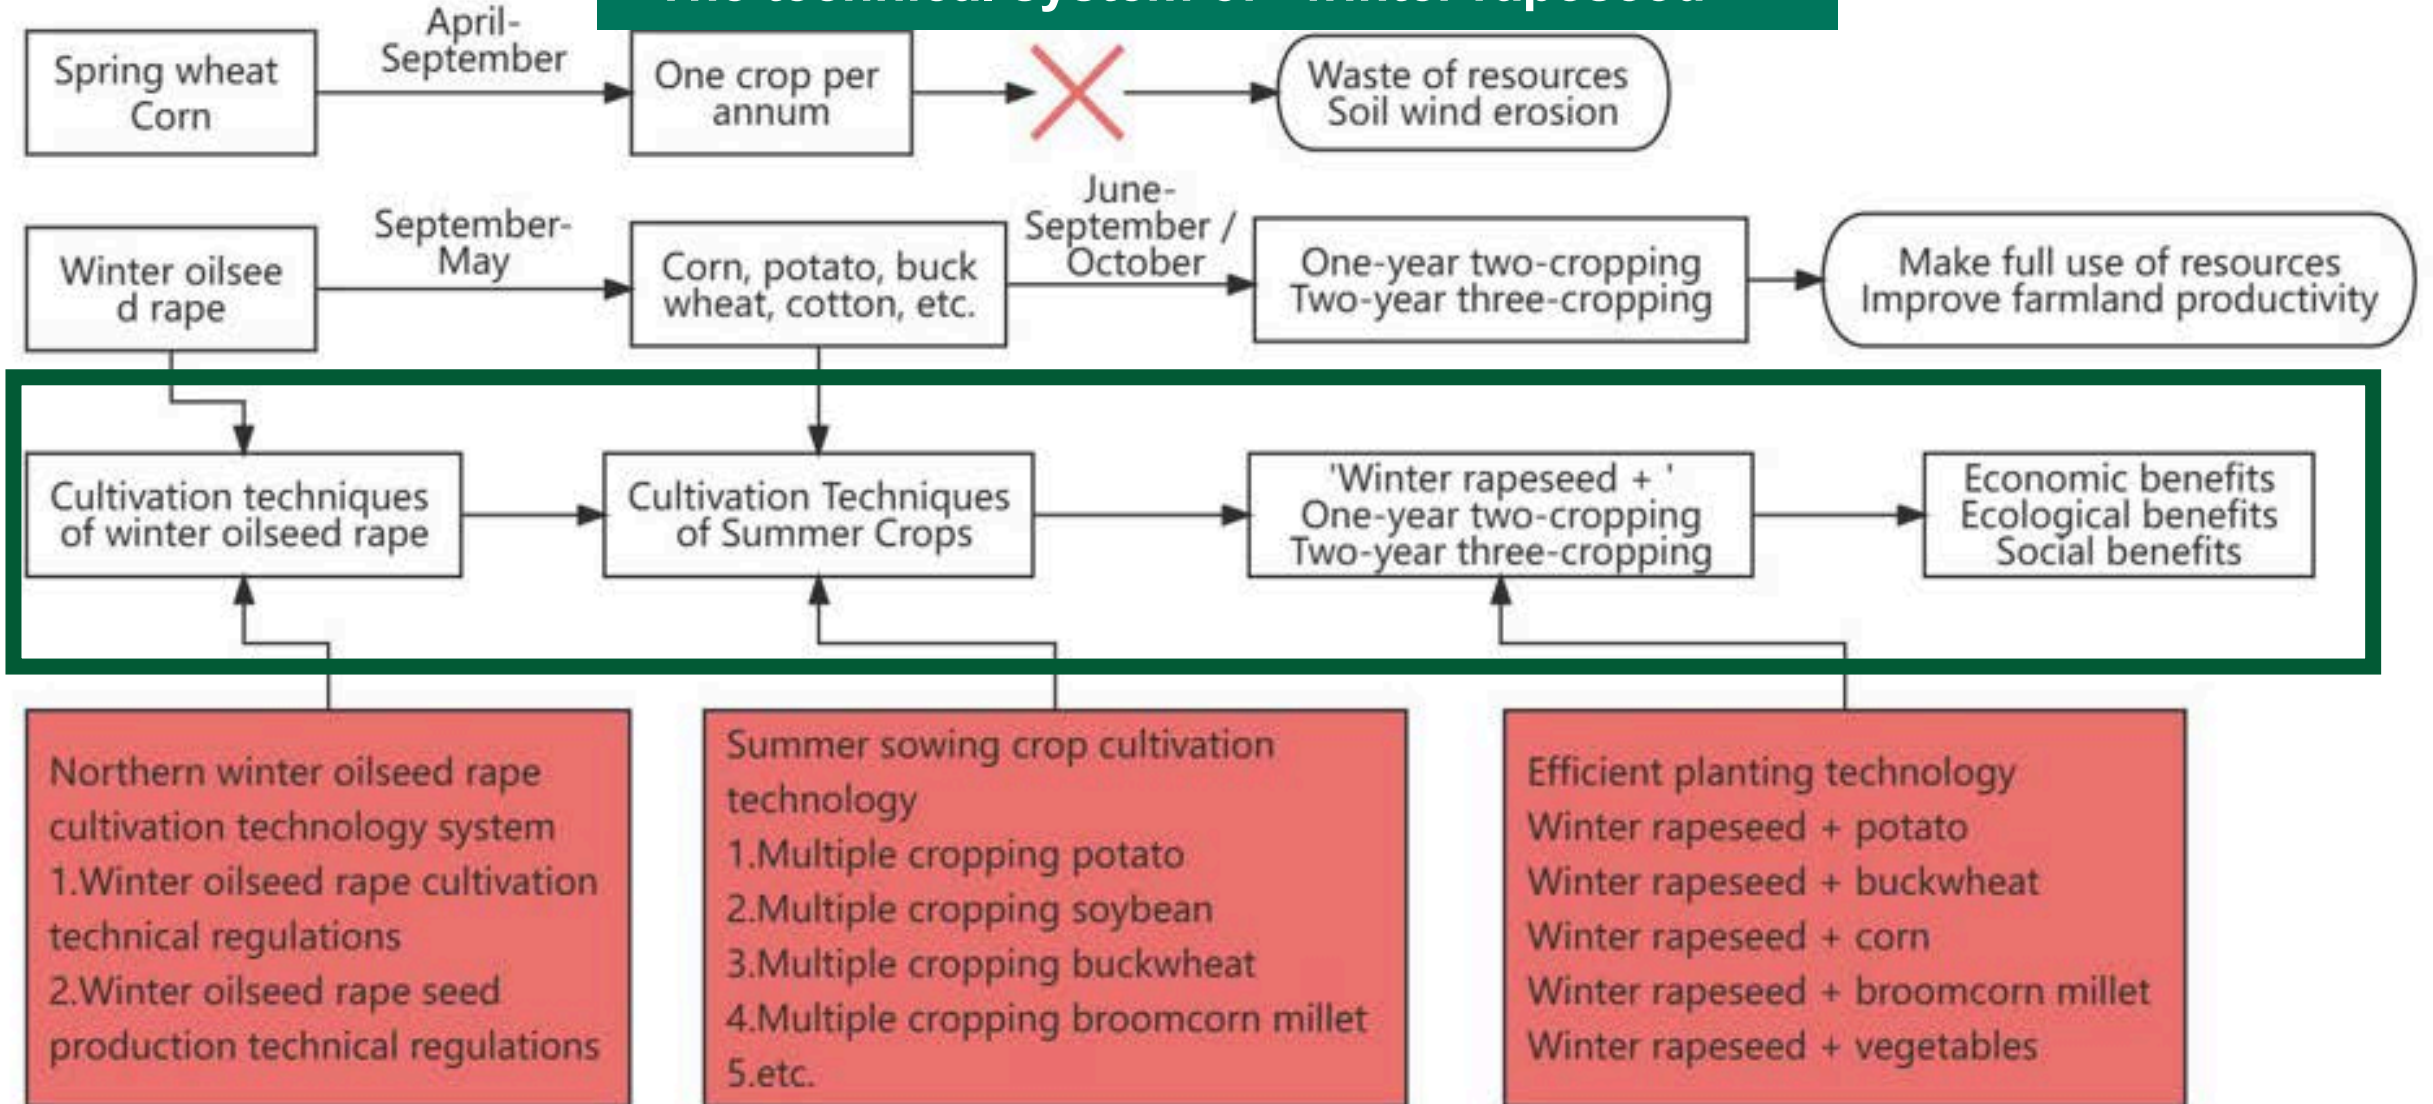 The technical system of "winter rapeseed
April-
September
Spring wheat
Corn
One crop per
annum
Waste of resources
Soil wind erosion
September-
May
June-
September /
October
Winter oilsee
d rape
Corn, potato, buck
wheat, cotton, etc.
One-year two-cropping
Two-year three-cropping
Make full use of resources
Improve farmland productivity
Cultivation techniques
of winter oilseed rape
Cultivation Techniques
of Summer Crops
'Winter rapeseed + '
One-year two-cropping
Two-year three-cropping
Economic benefits
Ecological benefits
Social benefits
Northern winter oilseed rape
cultivation technology system
1.Winter oilseed rape cultivation
technical regulations
2.Winter oilseed rape seed
production technical regulations
Summer sowing crop cultivation
technology
1.Multiple cropping potato
2.Multiple cropping soybean
3.Multiple cropping buckwheat
4.Multiple cropping broomcorn millet
5.etc.
Efficient planting technology
Winter rapeseed + potato
Winter rapeseed + buckwheat
Winter rapeseed + corn
Winter rapeseed + broomcorn millet
Winter rapeseed + vegetables